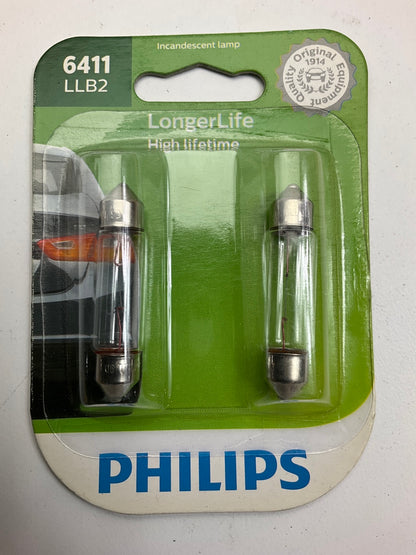 Incandescent lamp
6411
LLB2
Quality Original Equipment
1914
LongerLife
High lifetime
PHILIPS